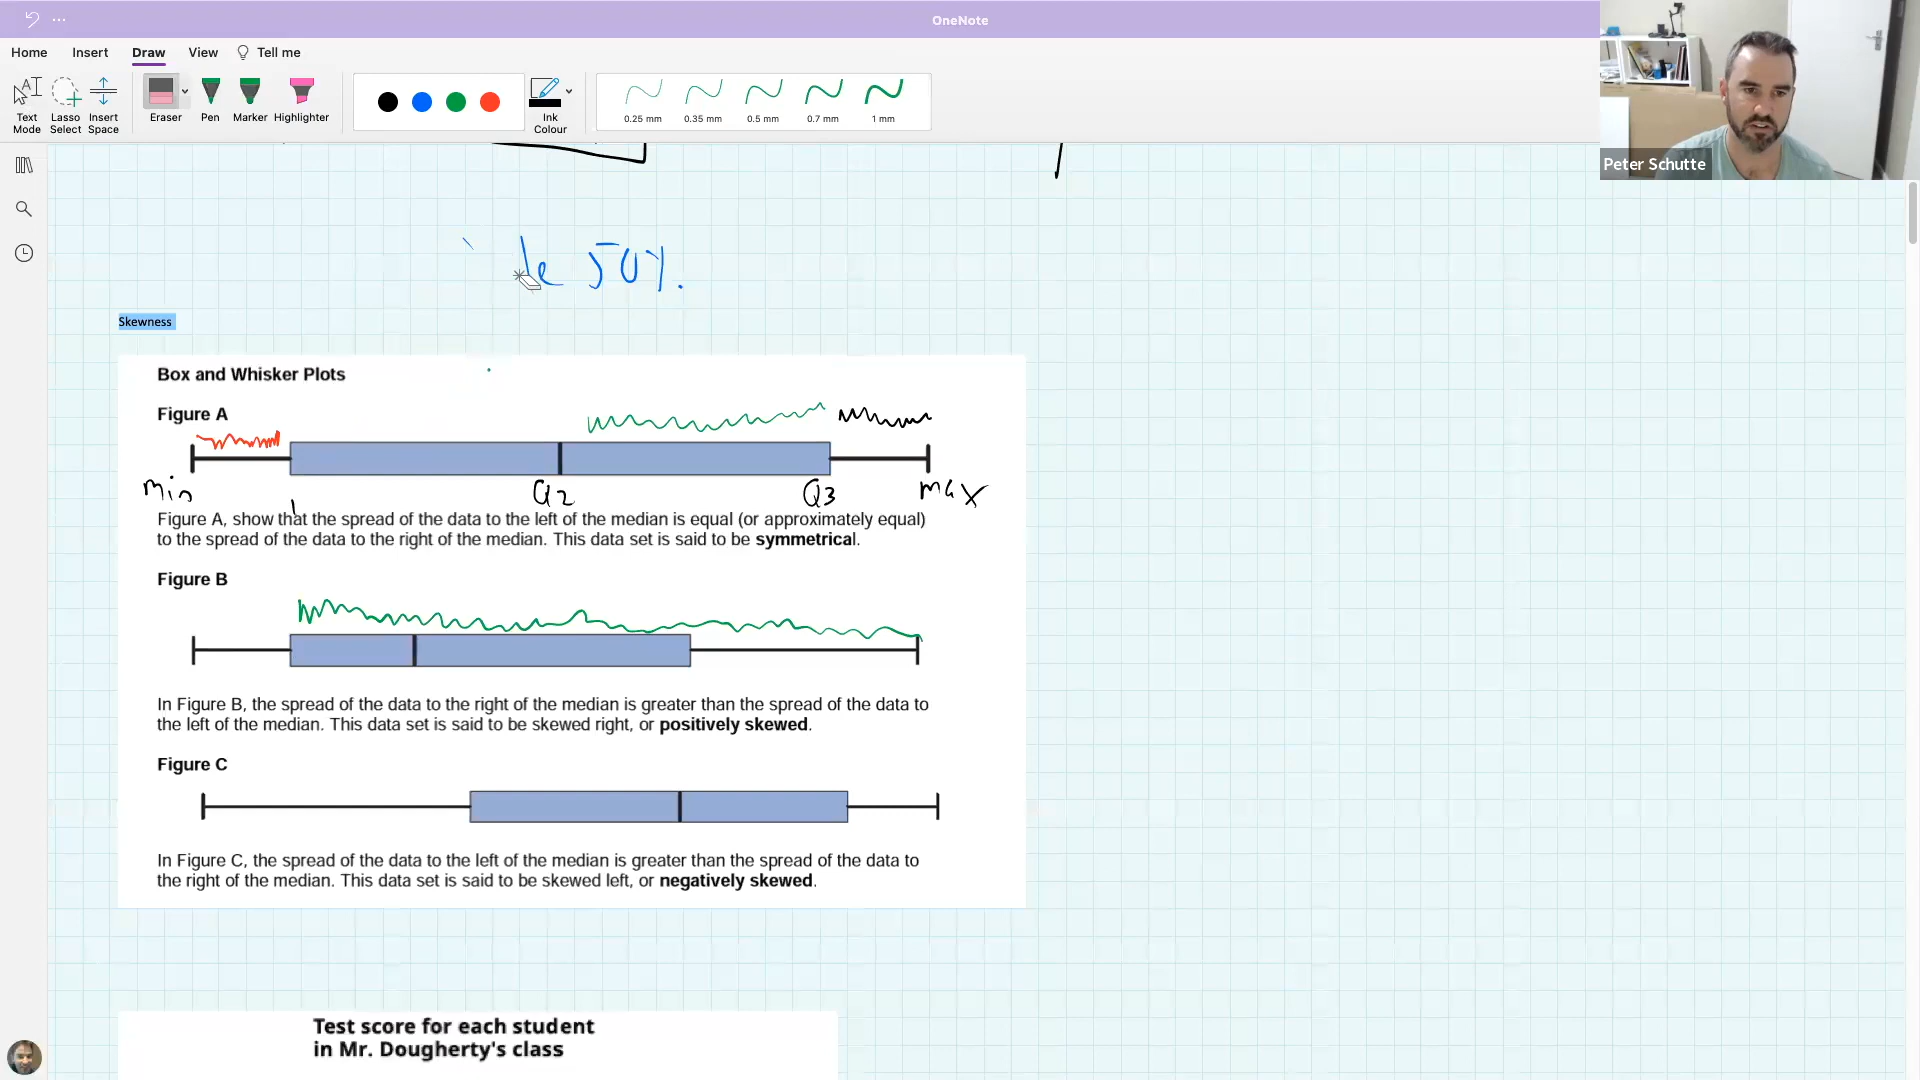 OneNote
Home Insert Draw View Tell me
Text Mode Lasso Select Insert Space Eraser Pen Marker Highlighter Ink Colour 0.25 mm 0.35 mm 0.5 mm 0.7 mm 1 mm
Peter Schutte
le 50%.
Skewness
Box and Whisker Plots
Figure A
Min Q2 Q3 Max
Figure A, show that the spread of the data to the left of the median is equal (or approximately equal)
to the spread of the data to the right of the median. This data set is said to be symmetrical.
Figure B
In Figure B, the spread of the data to the right of the median is greater than the spread of the data to
the left of the median. This data set is said to be skewed right, or positively skewed.
Figure C
In Figure C, the spread of the data to the left of the median is greater than the spread of the data to
the right of the median. This data set is said to be skewed left, or negatively skewed.
Test score for each student
in Mr. Dougherty's class